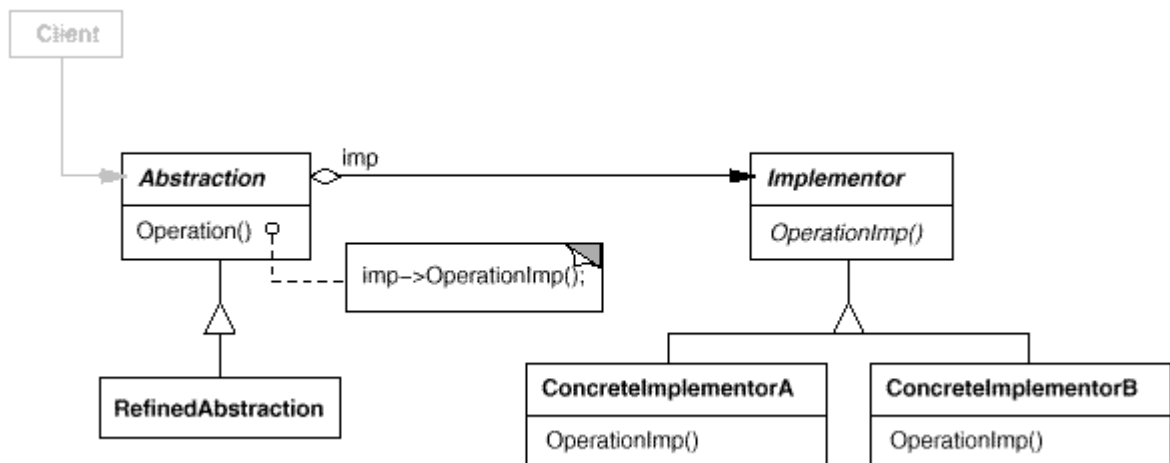 Client
imp
Abstraction
Implementor
Operation()
OperationImp()
imp->OperationImp();
RefinedAbstraction
ConcreteImplementorA
ConcreteImplementorB
OperationImp()
OperationImp()